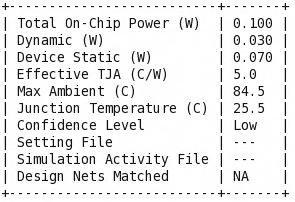 +--------------------------+-------+
| Total On-Chip Power (W)  | 0.100 |
| Dynamic (W)              | 0.030 |
| Device Static (W)        | 0.070 |
| Effective TJA (C/W)      | 5.0   |
| Max Ambient (C)          | 84.5  |
| Junction Temperature (C) | 25.5  |
| Confidence Level         | Low   |
| Setting File             | ---   |
| Simulation Activity File | ---   |
| Design Nets Matched      | NA    |
+--------------------------+-------+